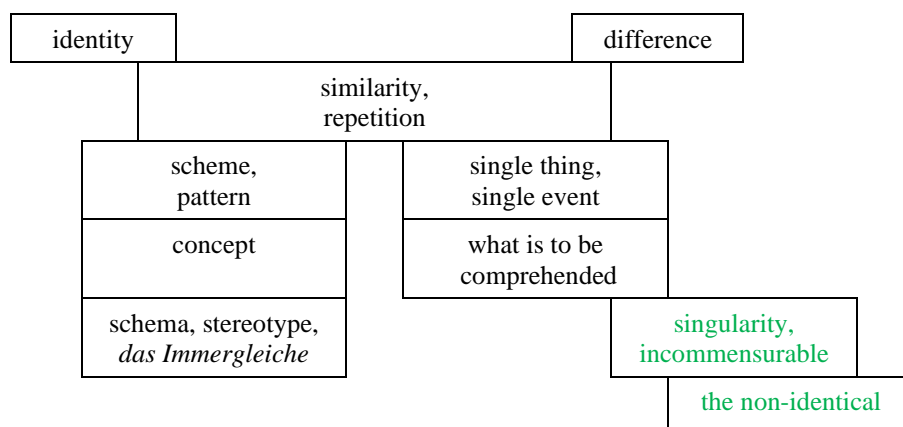 identity
difference
similarity,
repetition
scheme,
pattern
single thing,
single event
concept
what is to be
comprehended
schema, stereotype,
das Immergleiche
singularity,
incommensurable
the non-identical